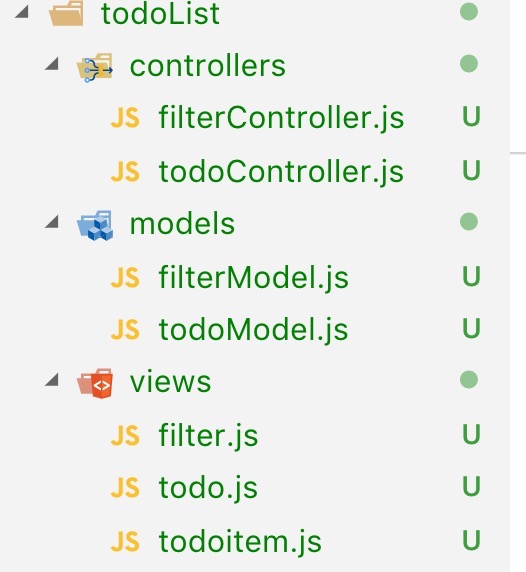 todoList
controllers
JS filterController.js U
JS todoController.js U
models
JS filterModel.js U
JS todoModel.js U
<> views
JS filter.js U
JS todo.js U
JS todoitem.js U